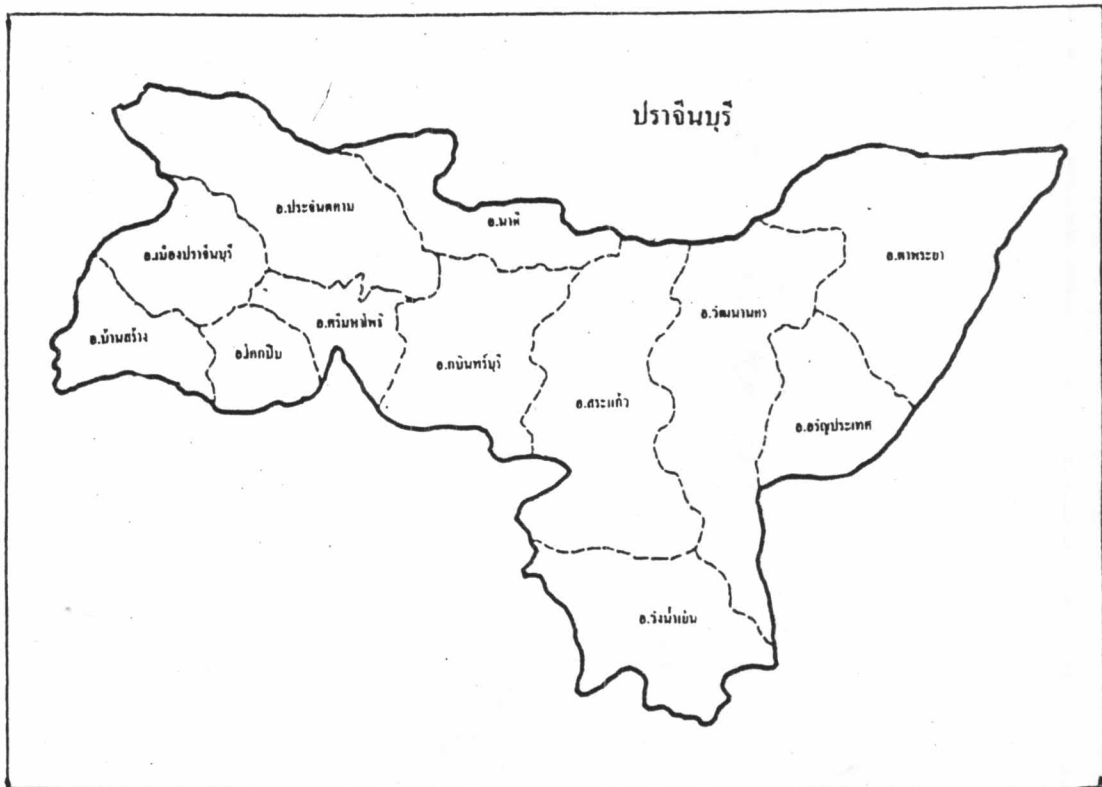 ปราจีนบุรี
อ.ประจันตคาม
อ.นาดี
อ.เมืองปราจีนบุรี
อ.ตาพระยา
อ.บ้านสร้าง
อ.โคกปีบ
อ.ศรีมหาโพธิ
อ.กบินทร์บุรี
อ.วัฒนานคร
อ.สระแก้ว
อ.อรัญประเทศ
อ.วังน้ำเย็น